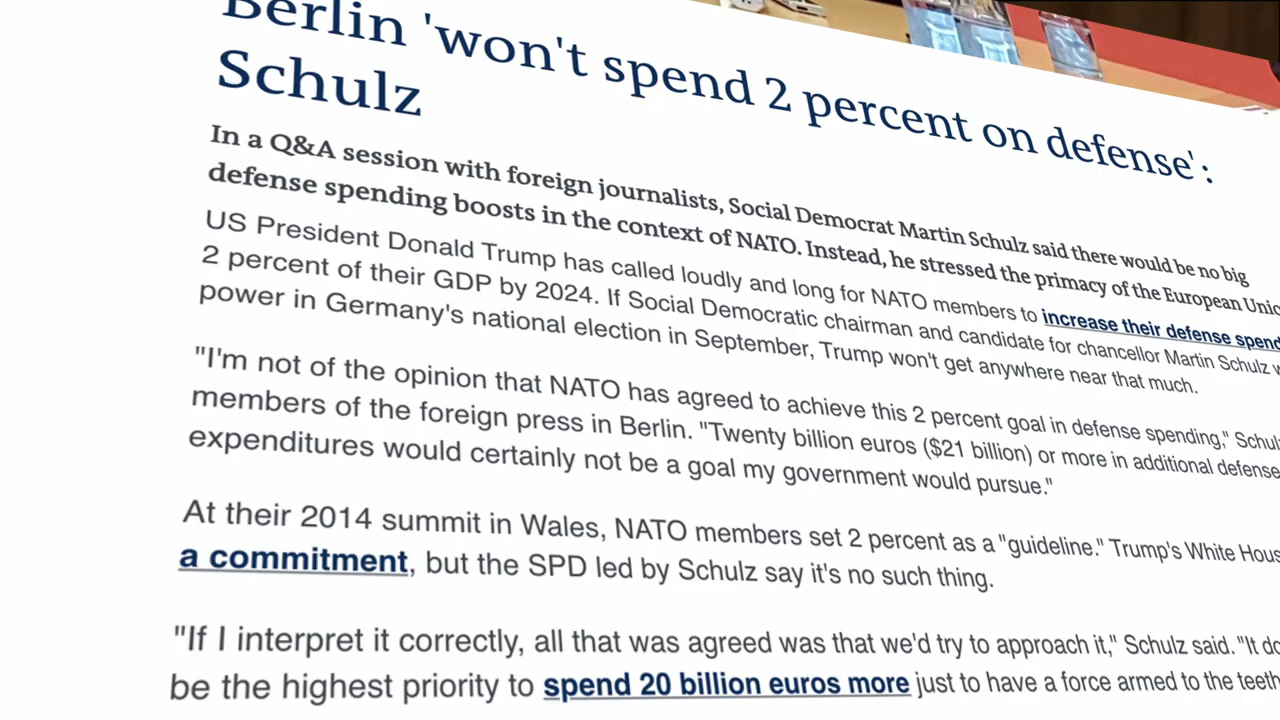 Berlin 'won't spend 2 percent on defense':
Schulz
In a Q&A session with foreign journalists, Social Democrat Martin Schulz said there would be no big
defense spending boosts in the context of NATO. Instead, he stressed the primacy of the European
US President Donald Trump has called loudly and long for NATO members to increase their defense
2 percent of their GDP by 2024. If Social Democratic chairman and candidate for chancellor Martin Schulz
power in Germany's national election in September, Trump won't get anywhere near that much.
"I'm not of the opinion that NATO has agreed to achieve this 2 percent goal in defense spending,"
members of the foreign press in Berlin. "Twenty billion euros ($21 billion) or more in additional defense
expenditures would certainly not be a goal my government would pursue."
At their 2014 summit in Wales, NATO members set 2 percent as a "guideline." Trump's White
a commitment, but the SPD led by Schulz say it's no such thing.
"If I interpret it correctly, all that was agreed was that we'd try to approach it," Schulz said. "It
be the highest priority to spend 20 billion euros more just to have a force armed to the teeth